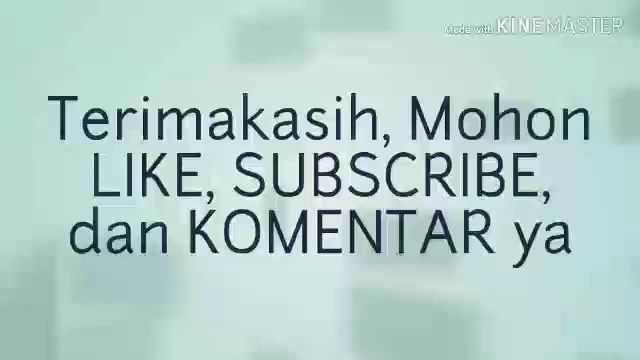 Made with KINEMASTER
Terimakasih, Mohon
LIKE, SUBSCRIBE,
dan KOMENTAR ya